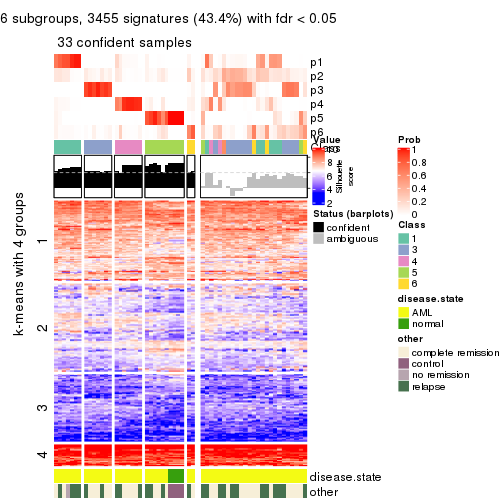 6 subgroups, 3455 signatures (43.4%) with fdr < 0.05
33 confident samples
p1
p2
p3
p4
p5
p6
Class
k-means with 4 groups
1
2
3
4
Silhouette
score
disease.state
other
Value
8
6
4
2
Status (barplots)
confident
ambiguous
Prob
1
0.8
0.6
0.4
0.2
0
Class
1
3
4
5
6
disease.state
AML
normal
other
complete remission
control
no remission
relapse